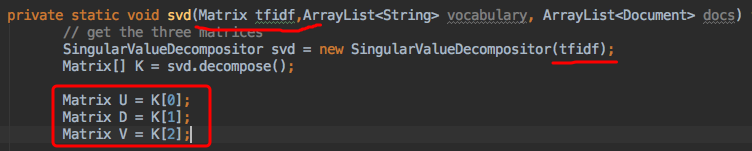 private static void svd(Matrix tfidf,ArrayList<String> vocabulary, ArrayList<Document> docs)
// get the three matrices
SingularValueDecompositor svd = new SingularValueDecompositor(tfidf);
Matrix[] K = svd.decompose();
Matrix U = K[0];
Matrix D = K[1];
Matrix V = K[2];